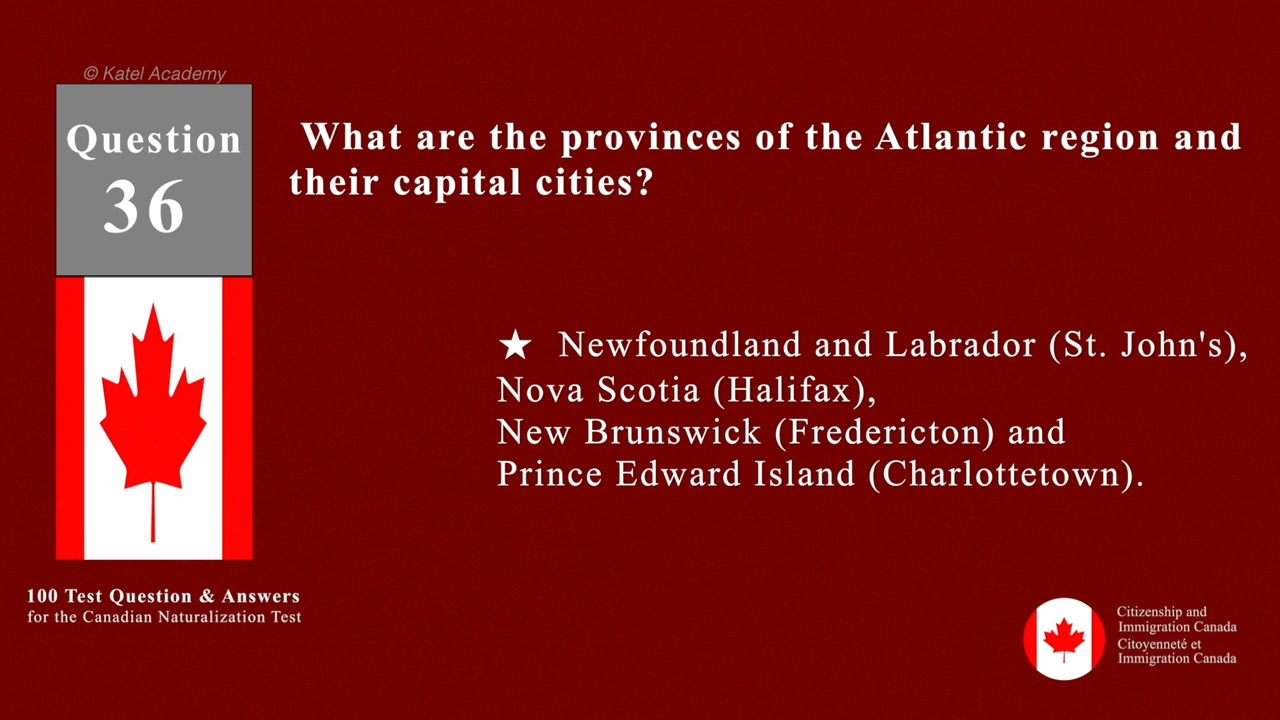 © Katel Academy
Question
36
What are the provinces of the Atlantic region and
their capital cities?
★ Newfoundland and Labrador (St. John's),
Nova Scotia (Halifax),
New Brunswick (Fredericton) and
Prince Edward Island (Charlottetown).
100 Test Question & Answers
for the Canadian Naturalization Test
Citizenship and
Immigration Canada
Citoyenneté et
Immigration Canada